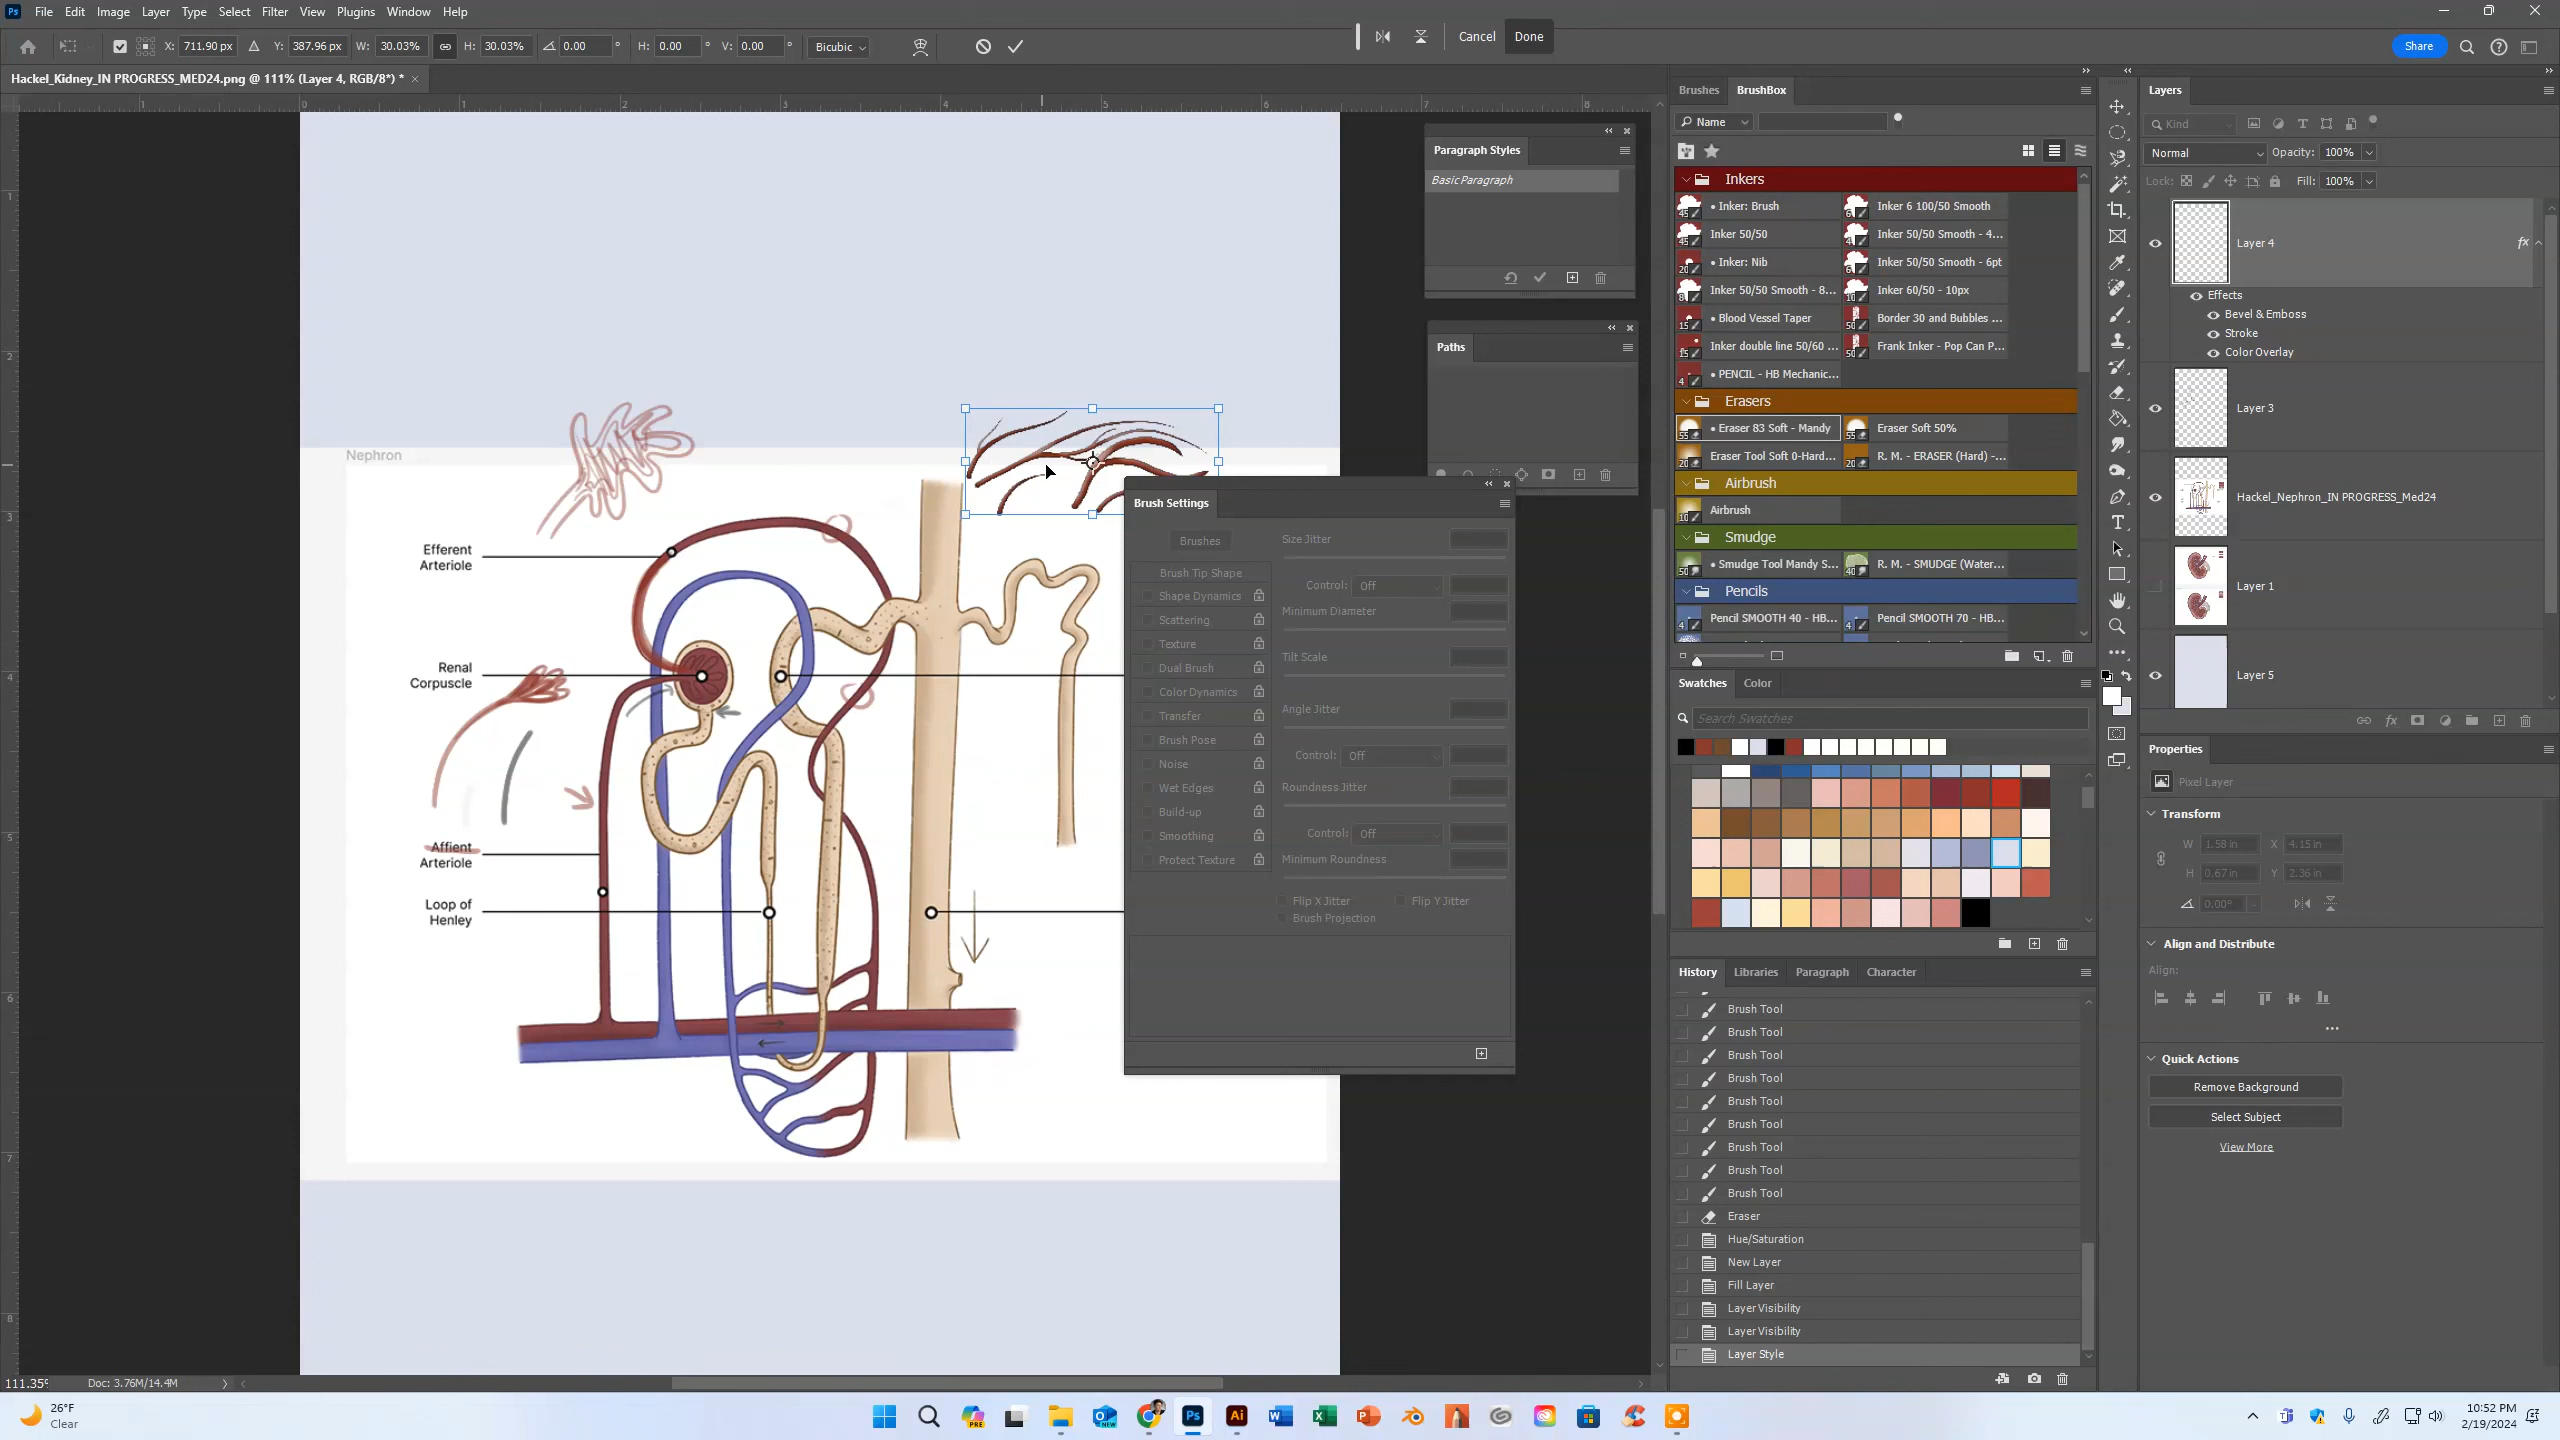 File Edit Image Layer Type Select Filter View Plugins Window Help
X: 711.90 px Y: 387.96 px W: 30.03% H: 30.03% 0.00 ° H: 0.00 ° V: 0.00 ° Bicubic Cancel Done Share
Hackel_Kidney_IN PROGRESS_MED24.png @ 111% (Layer 4, RGB/8*) *
Nephron
Efferent
Arteriole
Renal
Corpuscle
Affient
Arteriole
Loop of
Henley
Paragraph Styles
Basic Paragraph
Paths
Brush Settings
Brushes
Brush Tip Shape
Shape Dynamics
Scattering
Texture
Dual Brush
Color Dynamics
Transfer
Brush Pose
Noise
Wet Edges
Build-up
Smoothing
Protect Texture
Size Jitter
Control: Off
Minimum Diameter
Tilt Scale
Angle Jitter
Control: Off
Roundness Jitter
Control: Off
Minimum Roundness
Flip X Jitter Flip Y Jitter
Brush Projection
Brushes BrushBox
Name
Inkers
• Inker: Brush Inker 6 100/50 Smooth
Inker 50/50 Inker 50/50 Smooth - 4...
• Inker: Nib Inker 50/50 Smooth - 6pt
Inker 50/50 Smooth - 8... Inker 60/50 - 10px
• Blood Vessel Taper Border 30 and Bubbles ...
Inker double line 50/60 ... Frank Inker - Pop Can P...
• PENCIL - HB Mechanic...
Erasers
• Eraser 83 Soft - Mandy Eraser Soft 50%
Eraser Tool Soft 0-Hard... R. M. - ERASER (Hard) -...
Airbrush
Airbrush
Smudge
• Smudge Tool Mandy S... R. M. - SMUDGE (Water...
Pencils
Pencil SMOOTH 40 - HB... Pencil SMOOTH 70 - HB...
Swatches Color
Search Swatches
History Libraries Paragraph Character
Brush Tool
Brush Tool
Brush Tool
Brush Tool
Brush Tool
Brush Tool
Brush Tool
Brush Tool
Brush Tool
Eraser
Hue/Saturation
New Layer
Fill Layer
Layer Visibility
Layer Visibility
Layer Style
Layers
Kind
Normal Opacity: 100%
Lock: Fill: 100%
Layer 4 fx
Effects
Bevel & Emboss
Stroke
Color Overlay
Layer 3
Hackel_Nephron_IN PROGRESS_Med24
Layer 1
Layer 5
fx
Properties
Pixel Layer
Transform
W 1.58 in X 4.15 in
H 0.67 in Y 2.36 in
0.00°
Align and Distribute
Align:
Quick Actions
Remove Background
Select Subject
View More
111.35% Doc: 3.76M/14.4M
26°F
Clear
10:52 PM
2/19/2024